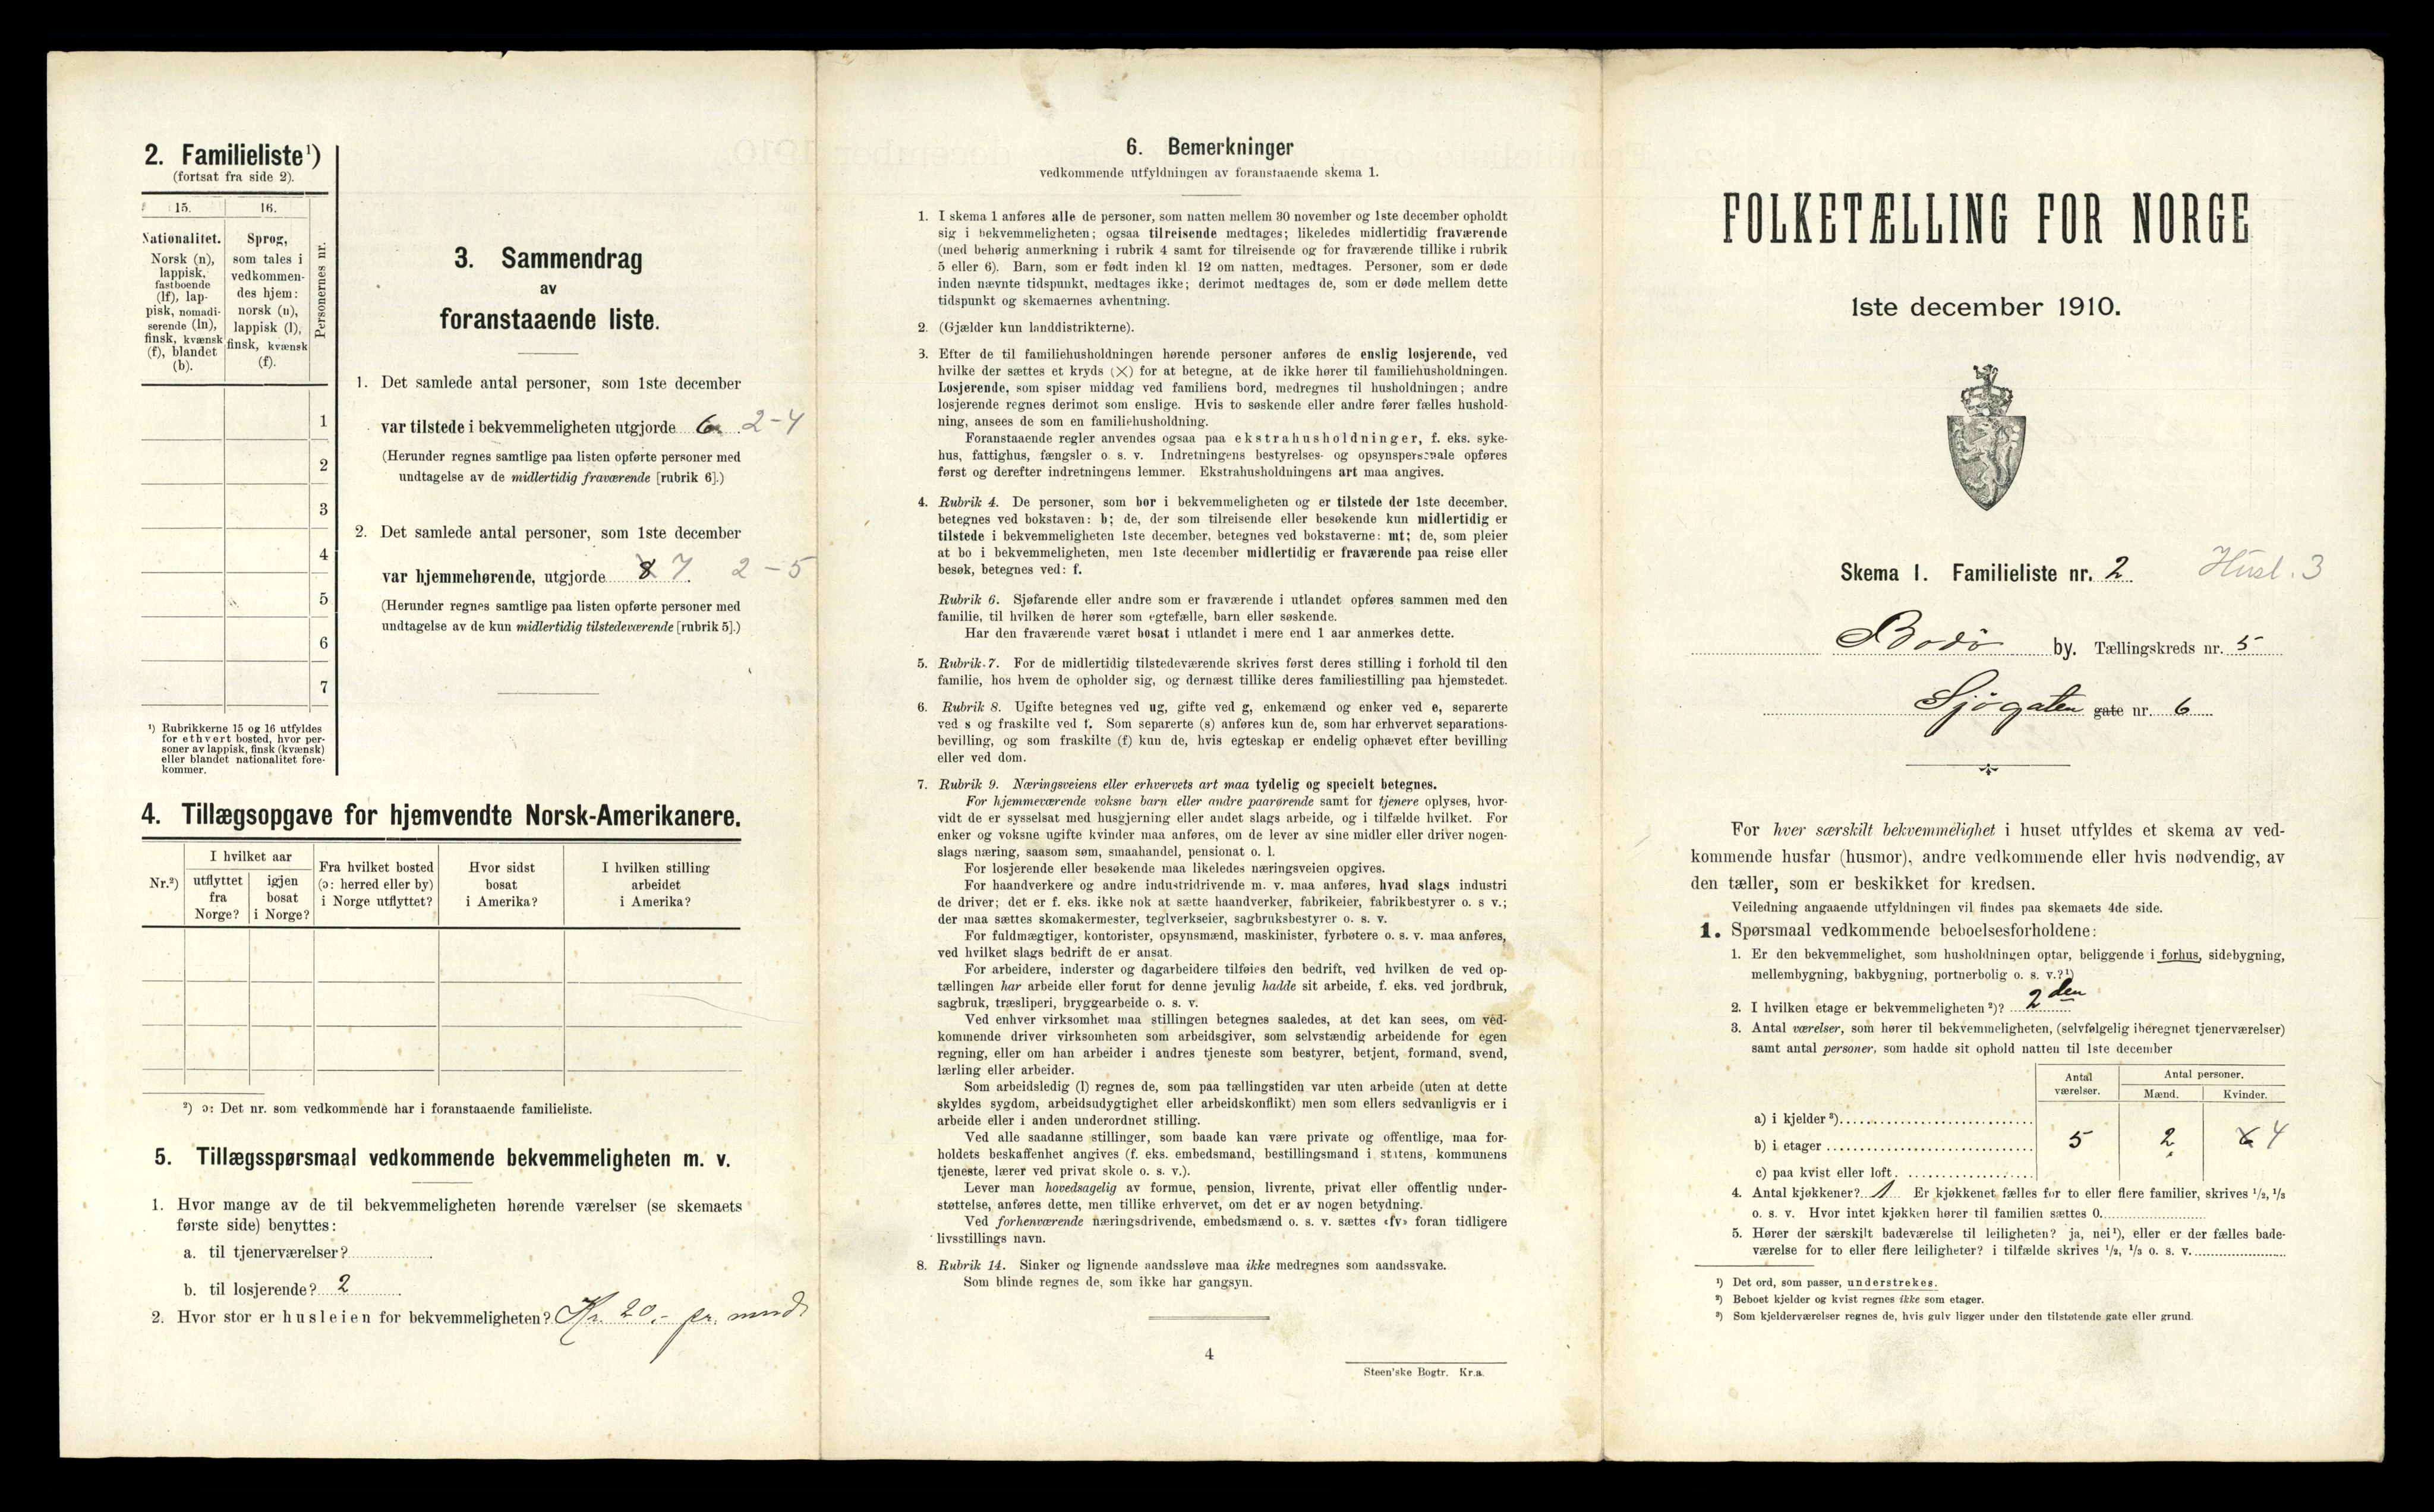 2. Familieliste¹)
(fortsat fra side 2).
15.
16.
Personernes nr.
Nationalitet.
Norsk (n),
lappisk,
fastboende
(lf), lap-
pisk, nomadi-
serende (ln),
finsk, kvænsk
(f), blandet
(b).
Sprog,
som tales i
vedkommen-
des hjem:
norsk (n),
lappisk (l),
finsk, kvænsk
(f).
1
2
3
4
5
6
7
¹) Rubrikkerne 15 og 16 utfyldes
for ethvert bosted, hvor per-
soner av lappisk, finsk (kvænsk)
eller blandet nationalitet fore-
kommer.
3. Sammendrag
av
foranstaaende liste.
1. Det samlede antal personer, som 1ste december
var tilstede i bekvemmeligheten utgjorde 6 2-4
(Herunder regnes samtlige paa listen opførte personer med
undtagelse av de midlertidig fraværende [rubrik 6].)
2. Det samlede antal personer, som 1ste december
var hjemmehørende, utgjorde 8 7 2-5
(Herunder regnes samtlige paa listen opførte personer med
undtagelse av de kun midlertidig tilstedeværende [rubrik 5].)
4. Tillægsopgave for hjemvendte Norsk-Amerikanere.
Nr.²)
I hvilket aar
utflyttet
fra
Norge?
igjen
bosat
i Norge?
Fra hvilket bosted
(ɔ: herred eller by)
i Norge utflyttet?
Hvor sidst
bosat
i Amerika?
I hvilken stilling
arbeidet
i Amerika?
²) ɔ: Det nr. som vedkommende har i foranstaaende familieliste.
5. Tillægsspørsmaal vedkommende bekvemmeligheten m. v.
1. Hvor mange av de til bekvemmeligheten hørende værelser (se skemaets
første side) benyttes:
a. til tjenerværelser?
b. til losjerende? 2
2. Hvor stor er husleien for bekvemmeligheten? Kr. 20.- pr. mnd
6. Bemerkninger
vedkommende utfyldningen av foranstaaende skema 1.
1. I skema 1 anføres alle de personer, som natten mellem 30 november og 1ste december opholdt
sig i bekvemmeligheten; ogsaa tilreisende medtages; likeledes midlertidig fraværende
(med behørig anmerkning i rubrik 4 samt for tilreisende og for fraværende tillike i rubrik
5 eller 6). Barn, som er født inden kl. 12 om natten, medtages. Personer, som er døde
inden nævnte tidspunkt, medtages ikke; derimot medtages de, som er døde mellem dette
tidspunkt og skemaernes avhentning.
2. (Gjælder kun landdistrikterne).
3. Efter de til familiehusholdningen hørende personer anføres de enslig losjerende, ved
hvilke der sættes et kryds (×) for at betegne, at de ikke hører til familiehusholdningen.
Losjerende, som spiser middag ved familiens bord, medregnes til husholdningen; andre
losjerende regnes derimot som enslige. Hvis to søskende eller andre fører fælles hushold-
ning, ansees de som en familiehusholdning.
Foranstaaende regler anvendes ogsaa paa ekstrahusholdninger, f. eks. syke-
hus, fattighus, fængsler o. s. v. Indretningens bestyrelses- og opsynspersonale opføres
først og derefter indretningens lemmer. Ekstrahusholdningens art maa angives.
4. Rubrik 4. De personer, som bor i bekvemmeligheten og er tilstede der 1ste december,
betegnes ved bokstaven: b; de, der som tilreisende eller besøkende kun midlertidig er
tilstede i bekvemmeligheten 1ste december, betegnes ved bokstaverne: mt; de, som pleier
at bo i bekvemmeligheten, men 1ste december midlertidig er fraværende paa reise eller
besøk, betegnes ved: f.
Rubrik 6. Sjøfarende eller andre som er fraværende i utlandet opføres sammen med den
familie, til hvilken de hører som egtefælle, barn eller søskende.
Har den fraværende været bosat i utlandet i mere end 1 aar anmerkes dette.
5. Rubrik 7. For de midlertidig tilstedeværende skrives først deres stilling i forhold til den
familie, hos hvem de opholder sig, og dernæst tillike deres familiestilling paa hjemstedet.
6. Rubrik 8. Ugifte betegnes ved ug, gifte ved g, enkemænd og enker ved e, separerte
ved s og fraskilte ved f. Som separerte (s) anføres kun de, som har erhvervet separations-
bevilling, og som fraskilte (f) kun de, hvis egteskap er endelig ophævet efter bevilling
eller ved dom.
7. Rubrik 9. Næringsveiens eller erhvervets art maa tydelig og specielt betegnes.
For hjemmeværende voksne barn eller andre paarørende samt for tjenere oplyses, hvor-
vidt de er sysselsat med husgjerning eller andet slags arbeide, og i tilfælde hvilket. For
enker og voksne ugifte kvinder maa anføres, om de lever av sine midler eller driver nogen-
slags næring, saasom søm, smaahandel, pensionat o. l.
For losjerende eller besøkende maa likeledes næringsveien opgives.
For haandverkere og andre industridrivende m. v. maa anføres, hvad slags industri
de driver; det er f. eks. ikke nok at sætte haandverker, fabrikeier, fabrikbestyrer o. s v.;
der maa sættes skomakermester, teglverkseier, sagbruksbestyrer o. s. v.
For fuldmægtiger, kontorister, opsynsmænd, maskinister, fyrbøtere o. s. v. maa anføres,
ved hvilket slags bedrift de er ansat.
For arbeidere, inderster og dagarbeidere tilføies den bedrift, ved hvilken de ved op-
tællingen har arbeide eller forut for denne jevnlig hadde sit arbeide, f. eks. ved jordbruk,
sagbruk, træsliperi, bryggearbeide o. s. v.
Ved enhver virksomhet maa stillingen betegnes saaledes, at det kan sees, om ved-
kommende driver virksomheten som arbeidsgiver, som selvstændig arbeidende for egen
regning, eller om han arbeider i andres tjeneste som bestyrer, betjent, formand, svend,
lærling eller arbeider.
Som arbeidsledig (l) regnes de, som paa tællingstiden var uten arbeide (uten at dette
skyldes sygdom, arbeidsudygtighet eller arbeidskonflikt) men som ellers sedvanligvis er i
arbeide eller i anden underordnet stilling.
Ved alle saadanne stillinger, som baade kan være private og offentlige, maa for-
holdets beskaffenhet angives (f. eks. embedsmand, bestillingsmand i statens, kommunens
tjeneste, lærer ved privat skole o. s. v.).
Lever man hovedsagelig av formue, pension, livrente, privat eller offentlig under-
støttelse, anføres dette, men tillike erhvervet, om det er av nogen betydning.
Ved forhenværende næringsdrivende, embedsmænd o. s. v. sættes «fv» foran tidligere
livsstillings navn.
8. Rubrik 14. Sinker og lignende aandssløve maa ikke medregnes som aandssvake.
Som blinde regnes de, som ikke har gangsyn.
4
Steen'ske Bogtr. Kr.a.
FOLKETÆLLING FOR NORGE
1ste december 1910.
Skema 1. Familieliste nr. 2 Husl. 3
Bodø by. Tællingskreds nr. 5
Sjøgaten gate nr. 6
For hver særskilt bekvemmelighet i huset utfyldes et skema av ved-
kommende husfar (husmor), andre vedkommende eller hvis nødvendig, av
den tæller, som er beskikket for kredsen.
Veiledning angaaende utfyldningen vil findes paa skemaets 4de side.
1. Spørsmaal vedkommende beboelsesforholdene:
1. Er den bekvemmelighet, som husholdningen optar, beliggende i forhus, sidebygning,
mellembygning, bakbygning, portnerbolig o. s. v.?¹)
2. I hvilken etage er bekvemmeligheten²)? 2den
3. Antal værelser, som hører til bekvemmeligheten, (selvfølgelig iberegnet tjenerværelser)
samt antal personer, som hadde sit ophold natten til 1ste december
Antal
værelser.
Antal personer.
Mænd.
Kvinder.
a) i kjelder³)
b) i etager 5 2 4
c) paa kvist eller loft
4. Antal kjøkkener? 1 Er kjøkkenet fælles for to eller flere familier, skrives ¹/₂, ¹/₃
o. s. v. Hvor intet kjøkken hører til familien sættes 0.
5. Hører der særskilt badeværelse til leiligheten? ja, nei¹), eller er der fælles bade-
værelse for to eller flere leiligheter? i tilfælde skrives ¹/₂, ¹/₃ o. s. v.
¹) Det ord, som passer, understrekes.
²) Beboet kjelder og kvist regnes ikke som etager.
³) Som kjelderværelser regnes de, hvis gulv ligger under den tilstøtende gate eller grund.